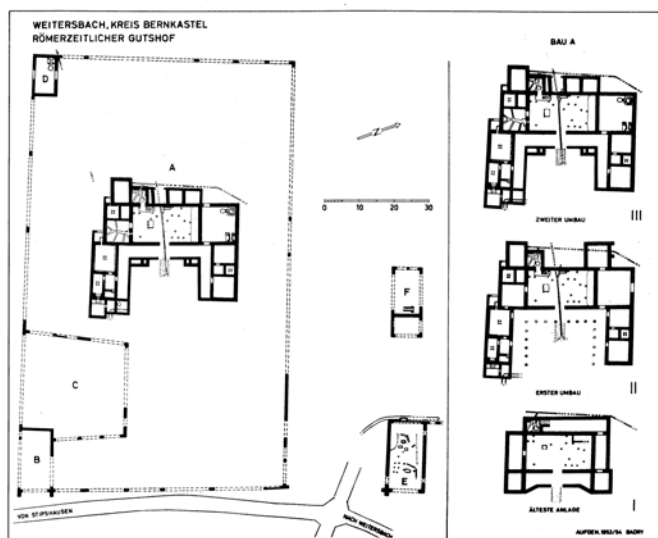 WEITERSBACH, KREIS BERNKASTEL
RÖMERZEITLICHER GUTSHOF
BAU A
D
A
N
0 10 20 30
ZWEITER UMBAU
III
F
C
ERSTER UMBAU
II
B
E
I
ÄLTESTE ANLAGE
VON STIPSHAUSEN
NACH WEITERSBACH
AUFGEN. 1953/54 BADRY